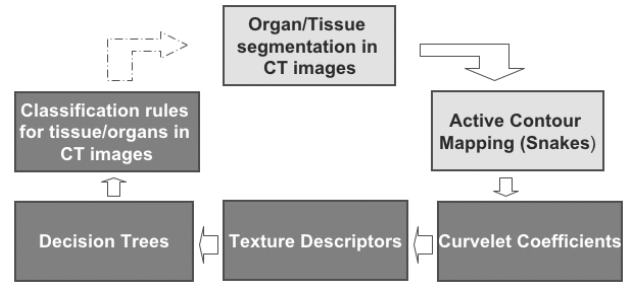 Organ/Tissue
segmentation in
CT images
Active Contour
Mapping (Snakes)
Curvelet Coefficients
Texture Descriptors
Decision Trees
Classification rules
for tissue/organs in
CT images